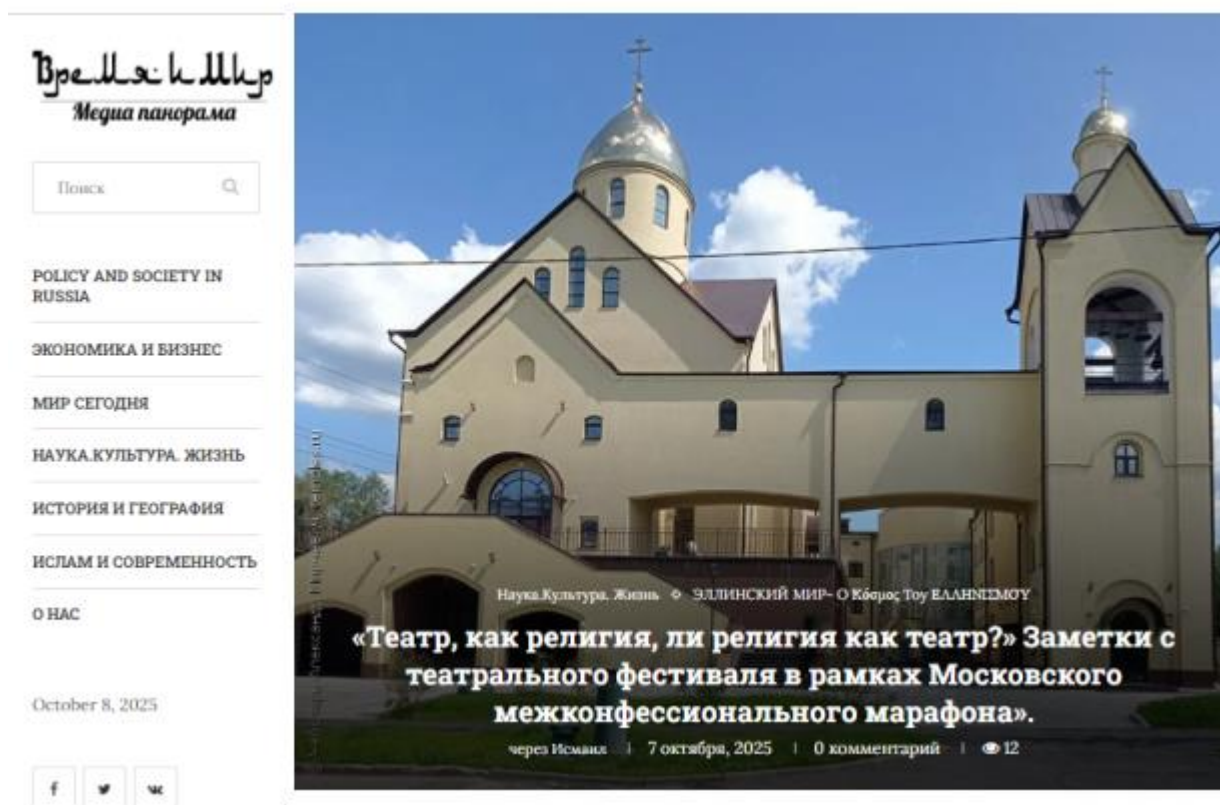 Время и Мир
Медиа панорама
Поиск
POLICY AND SOCIETY IN
RUSSIA
ЭКОНОМИКА И БИЗНЕС
МИР СЕГОДНЯ
НАУКА.КУЛЬТУРА. ЖИЗНЬ
ИСТОРИЯ И ГЕОГРАФИЯ
ИСЛАМ И СОВРЕМЕННОСТЬ
О НАС
October 8, 2025
Наука.Культура. Жизнь ⋄ ЭЛЛИНСКИЙ МИР- Ο Κόσμος Του ΕΛΛΗΝΙΣΜΟΥ
«Театр, как религия, ли религия как театр?» Заметки с
театрального фестиваля в рамках Московского
межконфессионального марафона».
через Исмаил | 7 октября, 2025 | 0 комментарий | 12